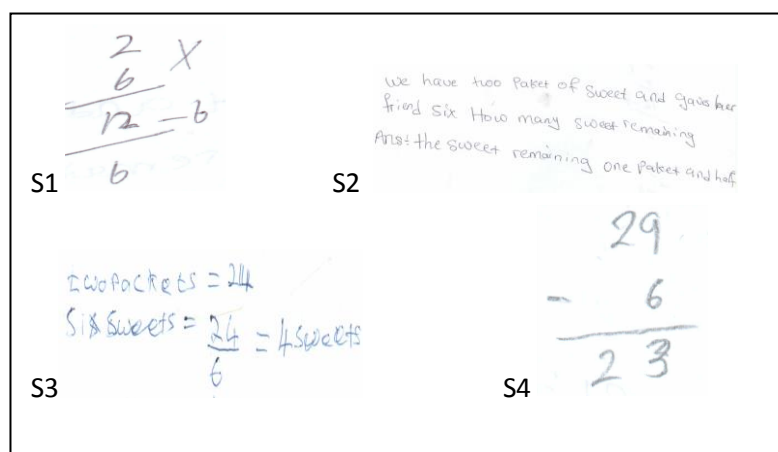 2
6 X
12 – 6
6
S1
we have two Paket of sweet and gave her
friend Six How many sweet remaining
Ans: the sweet remaining one Paket and half
S2
two Packets = 24
Six Sweets = 24 = 4 sweets
6
S3
29
- 6
23
S4